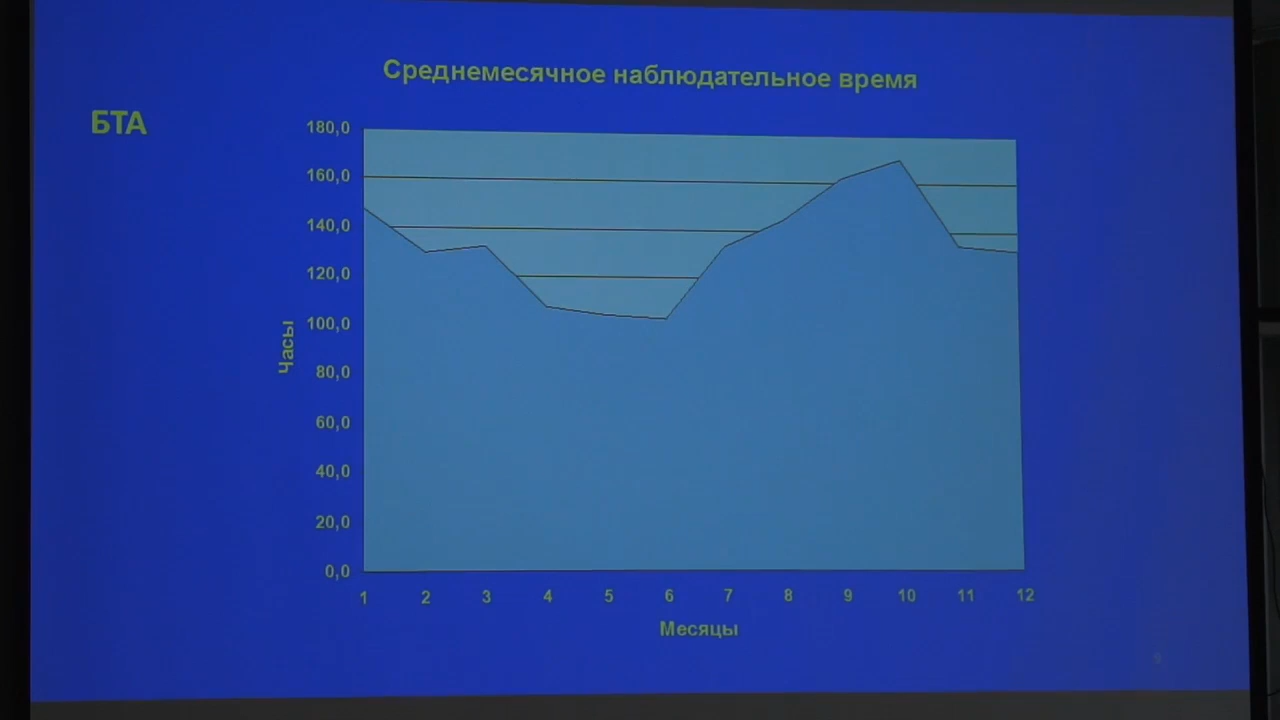 Среднемесячное наблюдательное время
БТА
180,0
160,0
140,0
120,0
100,0
80,0
60,0
40,0
20,0
0,0
Часы
1 2 3 4 5 6 7 8 9 10 11 12
Месяцы